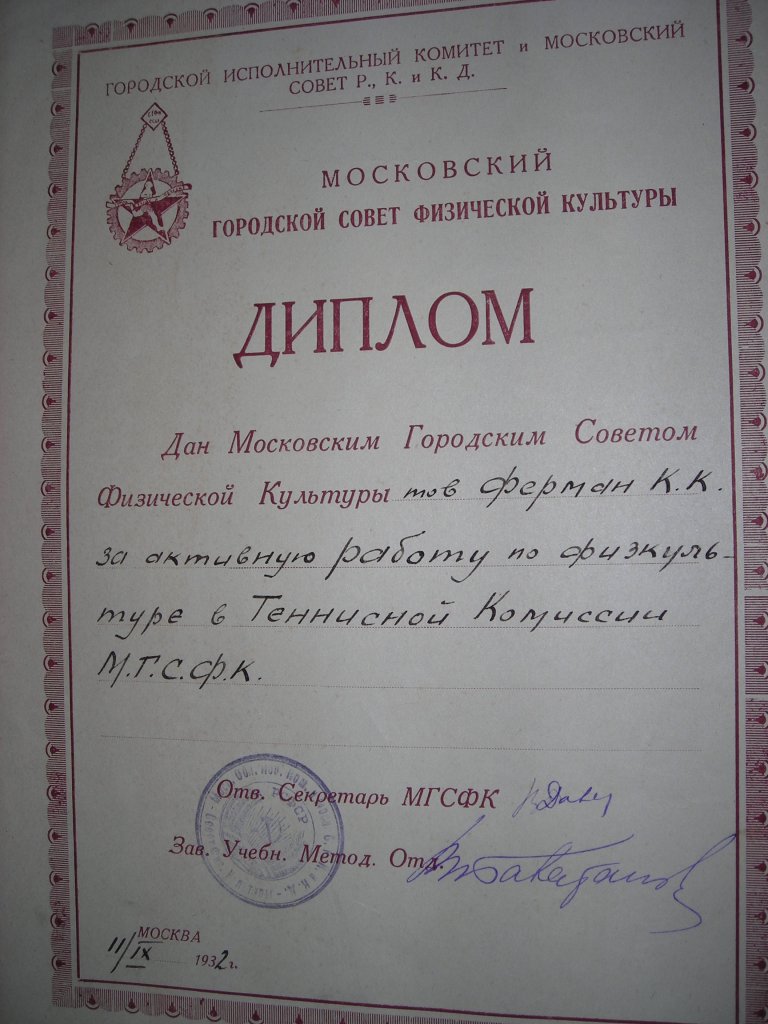 ГОРОДСКОЙ ИСПОЛНИТЕЛЬНЫЙ КОМИТЕТ и МОСКОВСКИЙ
СОВЕТ Р., К. и К. Д.
МОСКОВСКИЙ
ГОРОДСКОЙ СОВЕТ ФИЗИЧЕСКОЙ КУЛЬТУРЫ
ДИПЛОМ
Дан Московским Городским Советом
Физической Культуры тов Ферман К.К.
за активную работу по физкуль-
туре в Теннисной Комиссии
М.Г.С.Ф.К.
Отв. Секретарь МГСФК
Зав. Учебн. Метод. Отд.
МОСКВА
11/IX 1932 г.